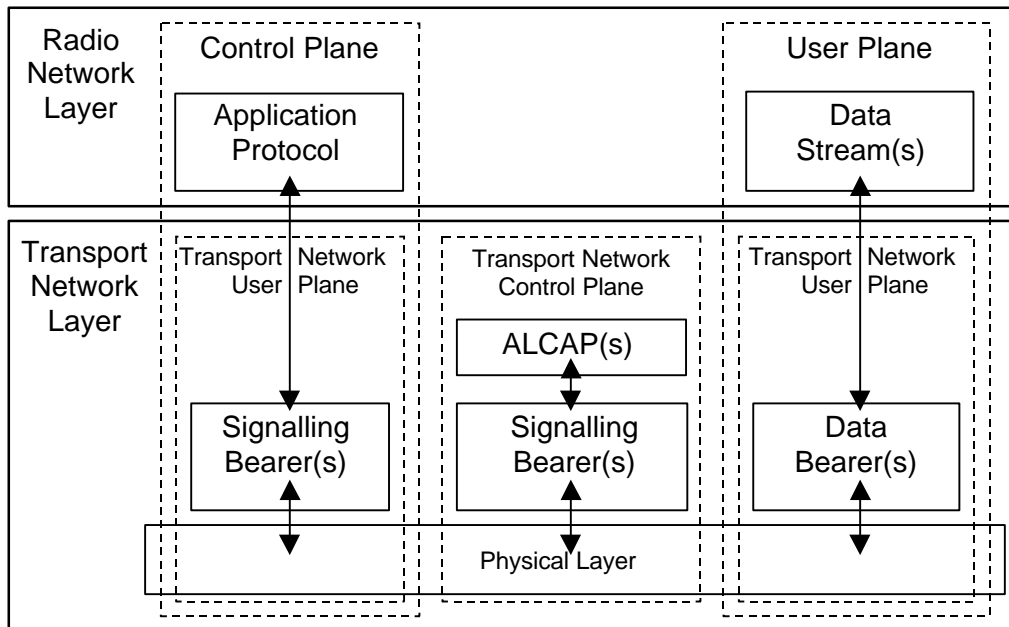 Radio
Network
Layer
Control Plane
User Plane
Application
Protocol
Data
Stream(s)
Transport
Network
Layer
Transport Network
User Plane
Transport Network
Control Plane
Transport Network
User Plane
ALCAP(s)
Signalling
Bearer(s)
Signalling
Bearer(s)
Data
Bearer(s)
Physical Layer